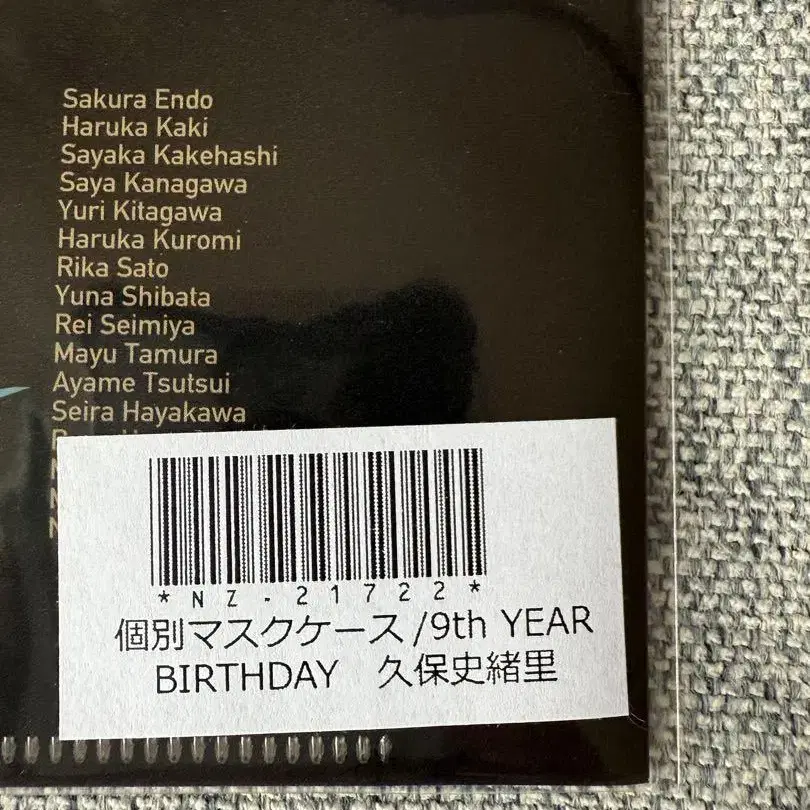 Sakura Endo
Haruka Kaki
Sayaka Kakehashi
Saya Kanagawa
Yuri Kitagawa
Haruka Kuromi
Rika Sato
Yuna Shibata
Rei Seimiya
Mayu Tamura
Ayame Tsutsui
Seira Hayakawa
*NZ-21722*
個別マスクケース/9th YEAR
BIRTHDAY 久保史緒里